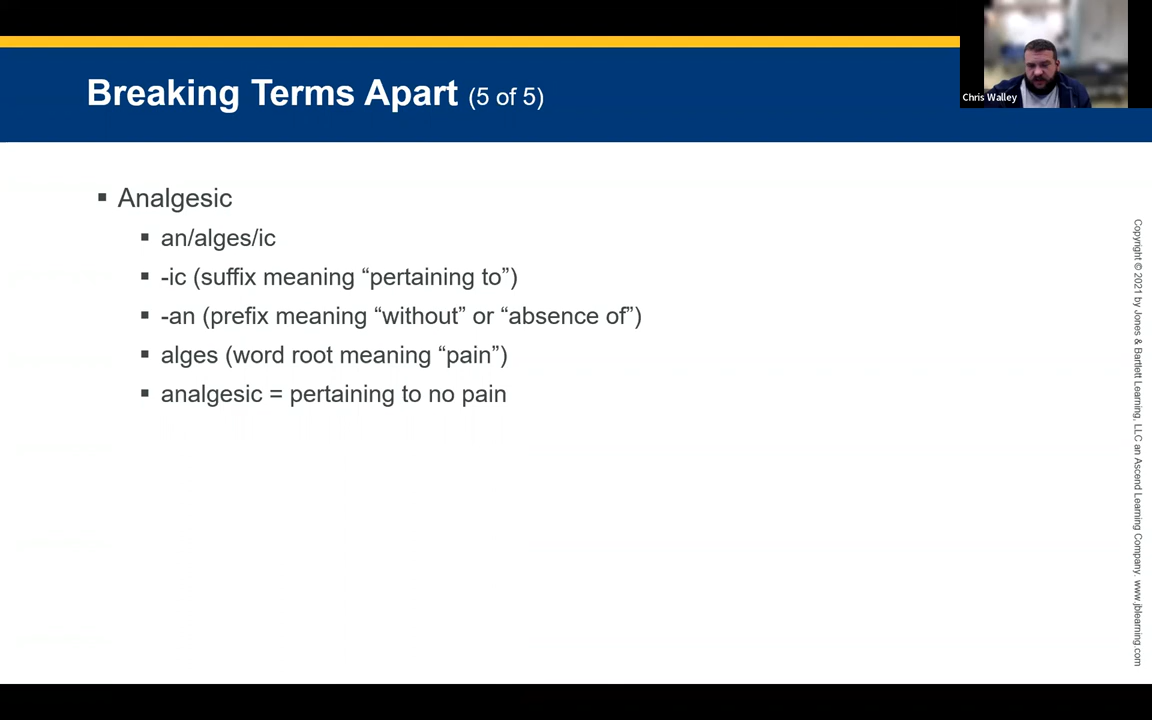 Breaking Terms Apart (5 of 5)
Chris Walley
▪ Analgesic
▪ an/alges/ic
▪ -ic (suffix meaning “pertaining to”)
▪ -an (prefix meaning “without” or “absence of”)
▪ alges (word root meaning “pain”)
▪ analgesic = pertaining to no pain
Copyright © 2021 by Jones & Bartlett Learning, LLC an Ascend Learning Company. www.jblearning.com